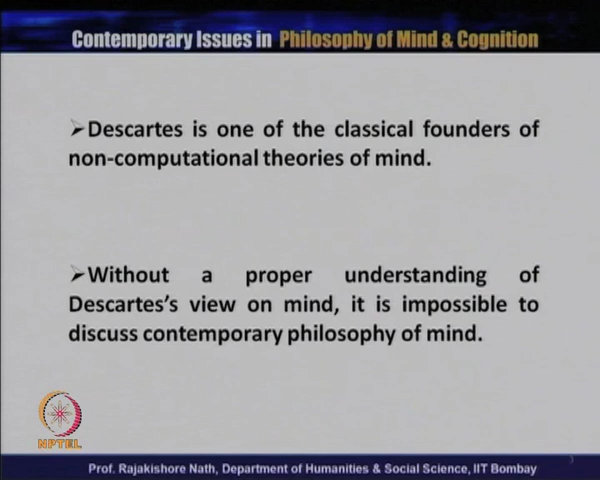 Contemporary Issues in Philosophy of Mind & Cognition
➢Descartes is one of the classical founders of
non-computational theories of mind.
➢Without a proper understanding of
Descartes's view on mind, it is impossible to
discuss contemporary philosophy of mind.
NPTEL
Prof. Rajakishore Nath, Department of Humanities & Social Science, IIT Bombay
3